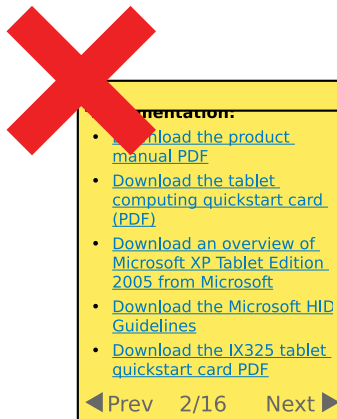 • Download the product
manual PDF
• Download the tablet
computing quickstart card
(PDF)
• Download an overview of
Microsoft XP Tablet Edition
2005 from Microsoft
• Download the Microsoft HID
Guidelines
• Download the IX325 tablet
quickstart card PDF
◀Prev 2/16 Next▶